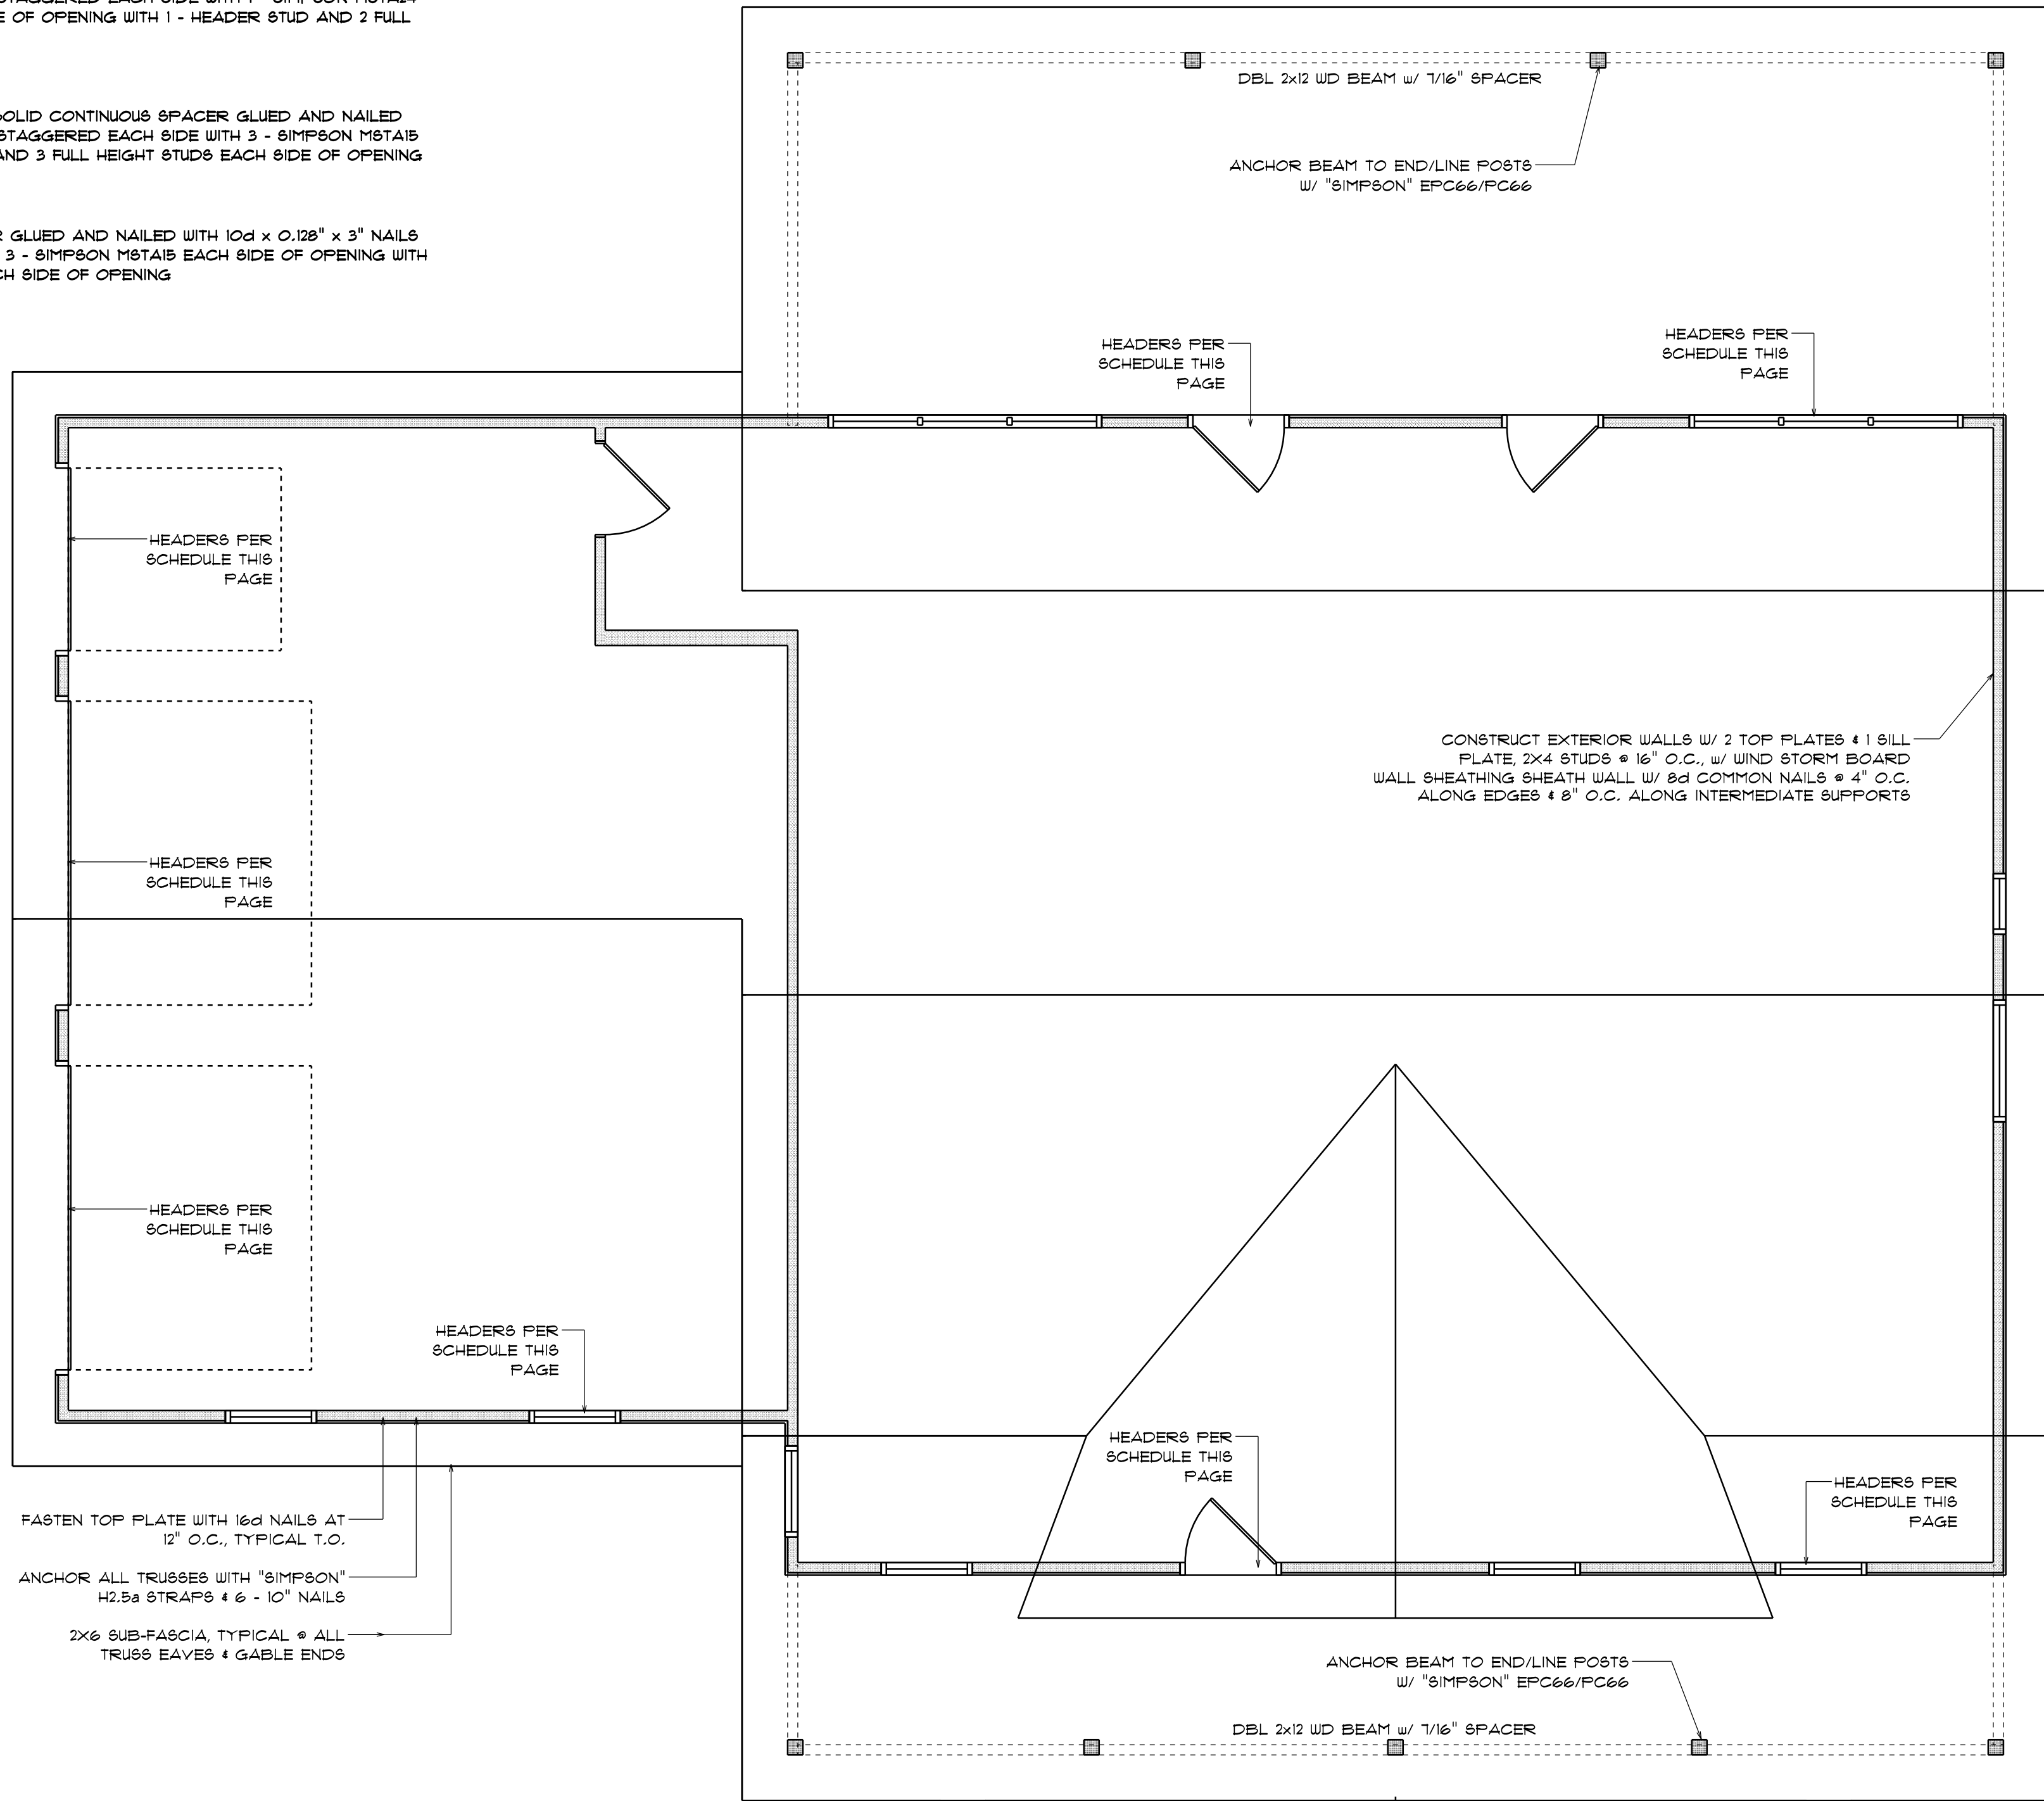 STAGGERED EACH SIDE WITH 1 - SIMPSON MSTA24
E OF OPENING WITH 1 - HEADER STUD AND 2 FULL
SOLID CONTINUOUS SPACER GLUED AND NAILED
STAGGERED EACH SIDE WITH 3 - SIMPSON MSTA15
AND 3 FULL HEIGHT STUDS EACH SIDE OF OPENING
R GLUED AND NAILED WITH 10d x 0.128" x 3" NAILS
3 - SIMPSON MSTA15 EACH SIDE OF OPENING WITH
CH SIDE OF OPENING
DBL 2x12 WD BEAM w/ 7/16" SPACER
ANCHOR BEAM TO END/LINE POSTS
W/ "SIMPSON" EPC66/PC66
HEADERS PER
SCHEDULE THIS
PAGE
HEADERS PER
SCHEDULE THIS
PAGE
HEADERS PER
SCHEDULE THIS
PAGE
CONSTRUCT EXTERIOR WALLS W/ 2 TOP PLATES & 1 SILL
PLATE, 2X4 STUDS @ 16" O.C., w/ WIND STORM BOARD
WALL SHEATHING SHEATH WALL W/ 8d COMMON NAILS @ 4" O.C.
ALONG EDGES & 8" O.C. ALONG INTERMEDIATE SUPPORTS
HEADERS PER
SCHEDULE THIS
PAGE
HEADERS PER
SCHEDULE THIS
PAGE
HEADERS PER
SCHEDULE THIS
PAGE
HEADERS PER
SCHEDULE THIS
PAGE
HEADERS PER
SCHEDULE THIS
PAGE
FASTEN TOP PLATE WITH 16d NAILS AT
12" O.C., TYPICAL T.O.
ANCHOR ALL TRUSSES WITH "SIMPSON"
H2.5a STRAPS & 6 - 10" NAILS
2X6 SUB-FASCIA, TYPICAL @ ALL
TRUSS EAVES & GABLE ENDS
ANCHOR BEAM TO END/LINE POSTS
W/ "SIMPSON" EPC66/PC66
DBL 2x12 WD BEAM w/ 7/16" SPACER